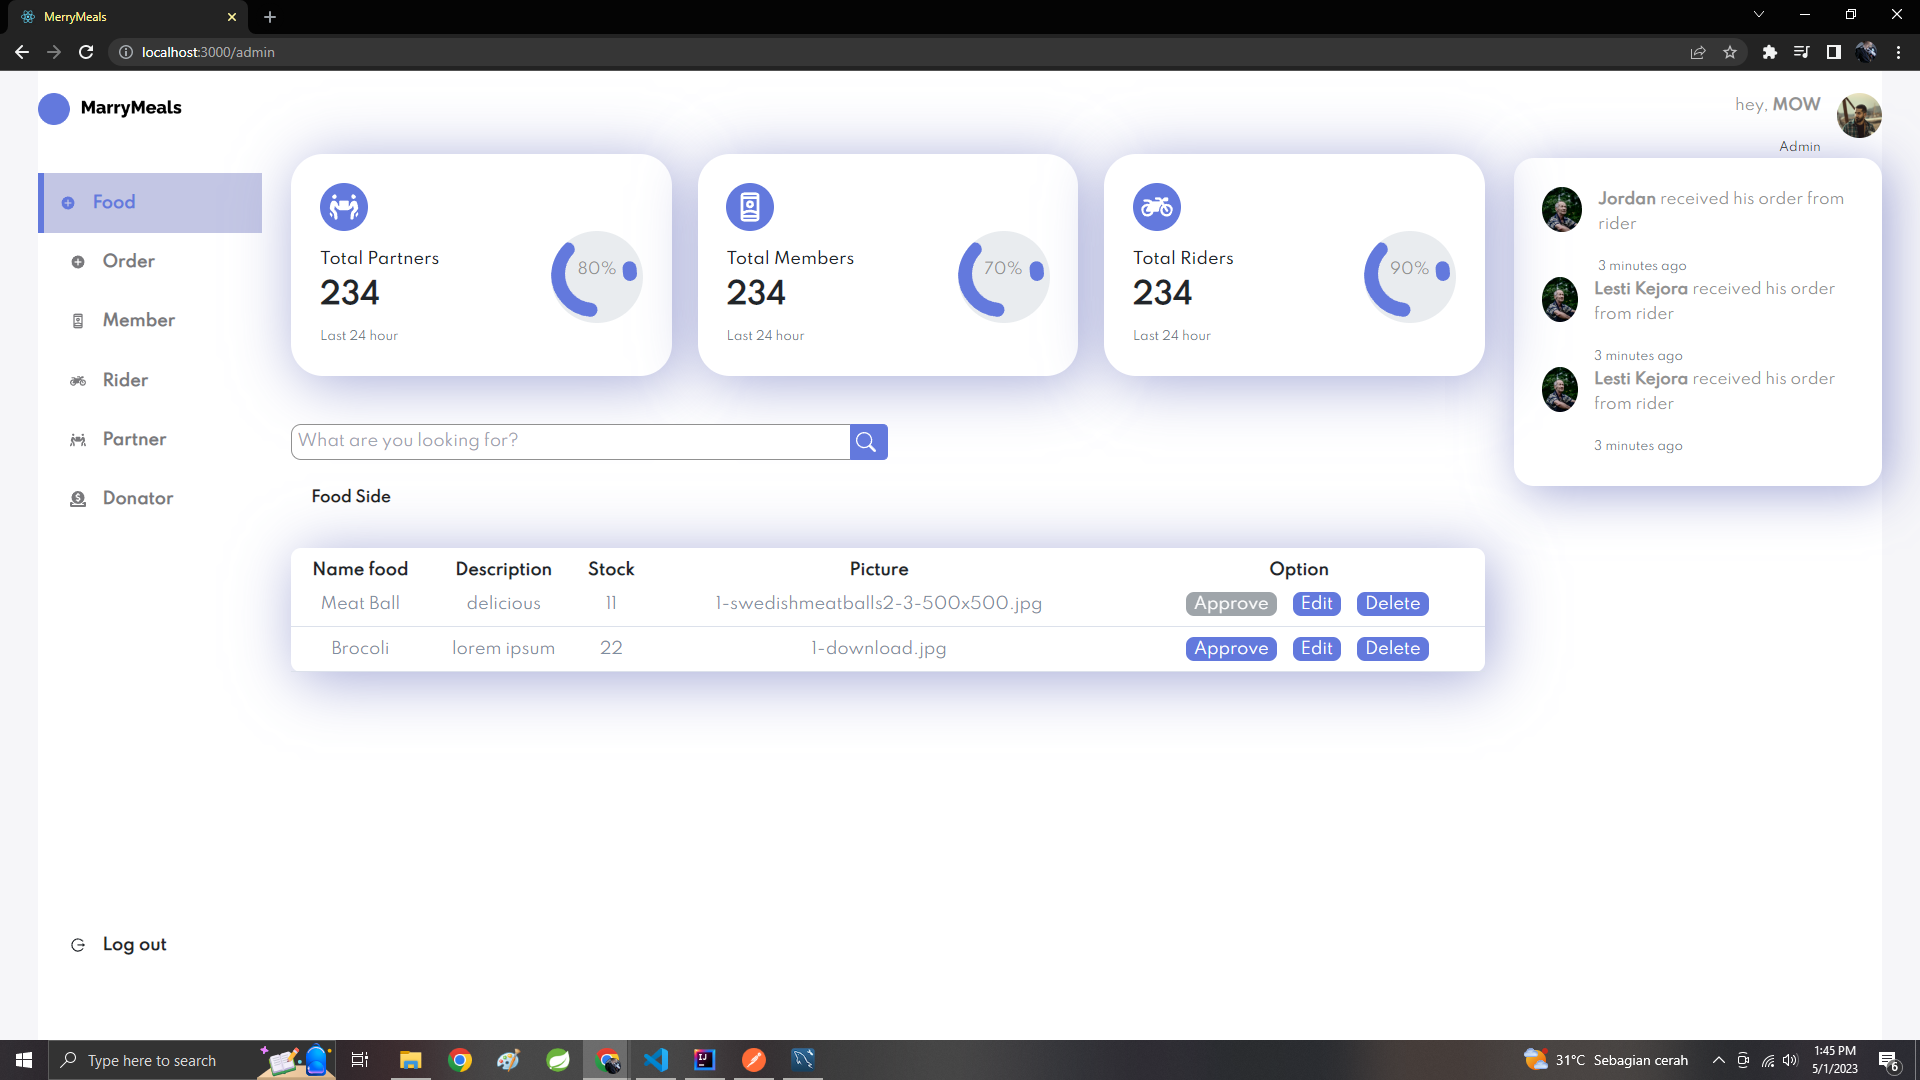 MerryMeals
localhost:3000/admin
MarryMeals
hey, MOW
Admin
Food
Order
Member
Rider
Partner
Donator
Log out
Total Partners
234
Last 24 hour
80%
Total Members
234
Last 24 hour
70%
Total Riders
234
Last 24 hour
90%
Jordan received his order from
rider
3 minutes ago
Lesti Kejora received his order
from rider
3 minutes ago
Lesti Kejora received his order
from rider
3 minutes ago
What are you looking for?
Food Side
Name food Description Stock Picture Option
Meat Ball delicious 11 1-swedishmeatballs2-3-500x500.jpg Approve Edit Delete
Brocoli lorem ipsum 22 1-download.jpg Approve Edit Delete
Type here to search
IJ
31°C Sebagian cerah
1:45 PM
5/1/2023
6